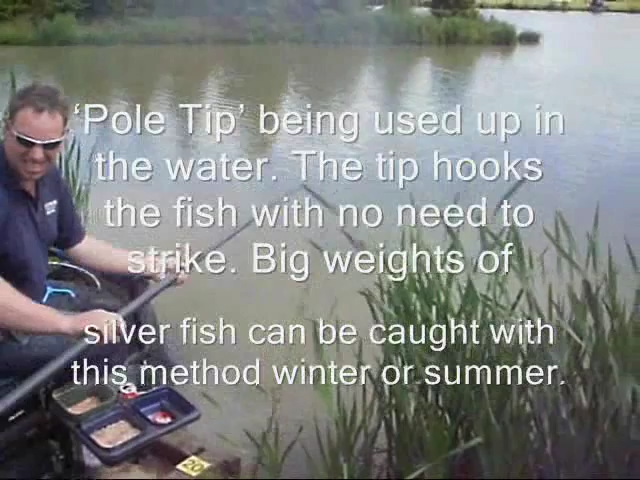 ‘Pole Tip’ being used up in
the water. The tip hooks
the fish with no need to
strike. Big weights of
silver fish can be caught with
this method winter or summer.
20